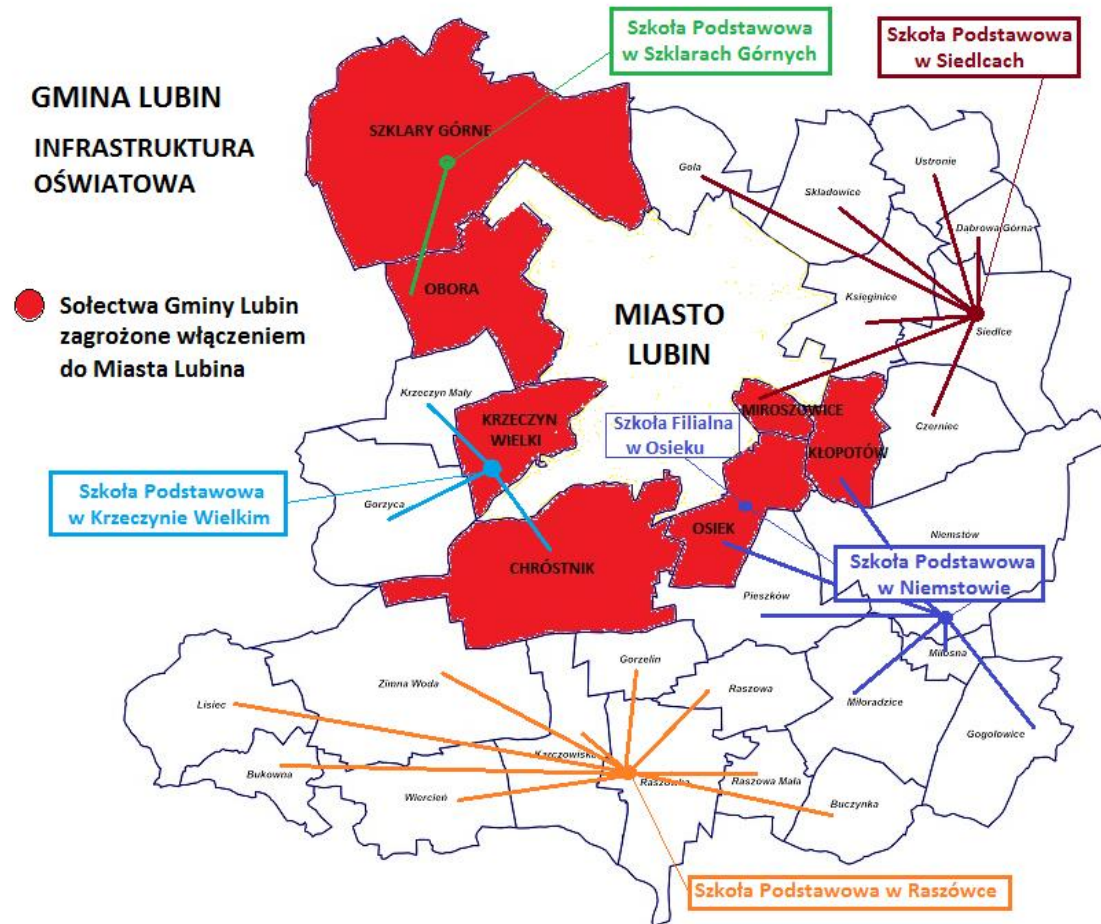 Szkoła Podstawowa
w Szklarach Górnych
Szkoła Podstawowa
w Siedlcach
GMINA LUBIN
INFRASTRUKTURA
OŚWIATOWA
SZKLARY GÓRNE
Gola
Ustronie
Składowice
Dąbrowa Górna
OBORA
Sołectwa Gminy Lubin
zagrożone włączeniem
do Miasta Lubina
MIASTO
LUBIN
Księginice
Siedlce
Krzeczyn Mały
KRZECZYN
WIELKI
Szkoła Filialna
w Osieku
MIROSZOWICE
KŁOPOTÓW
Czerniec
Szkoła Podstawowa
w Krzeczynie Wielkim
Gorzyca
OSIEK
Niemstów
CHRÓSTNIK
Szkoła Podstawowa
w Niemstowie
Pieszków
Miłosna
Gorzelin
Zimna Woda
Raszowa
Miłoradzice
Lisiec
Gogołowice
Karczowiska
Bukowna
Raszówka
Raszowa Mała
Wiercień
Buczynka
Szkoła Podstawowa w Raszówce